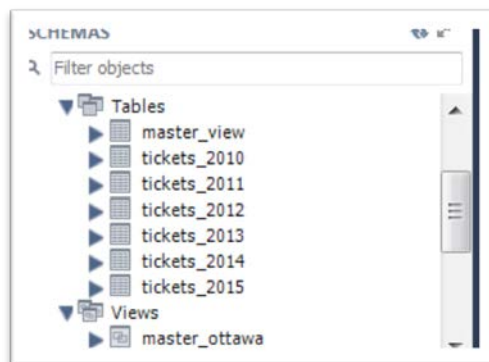 SCHEMAS
Filter objects
Tables
master_view
tickets_2010
tickets_2011
tickets_2012
tickets_2013
tickets_2014
tickets_2015
Views
master_ottawa